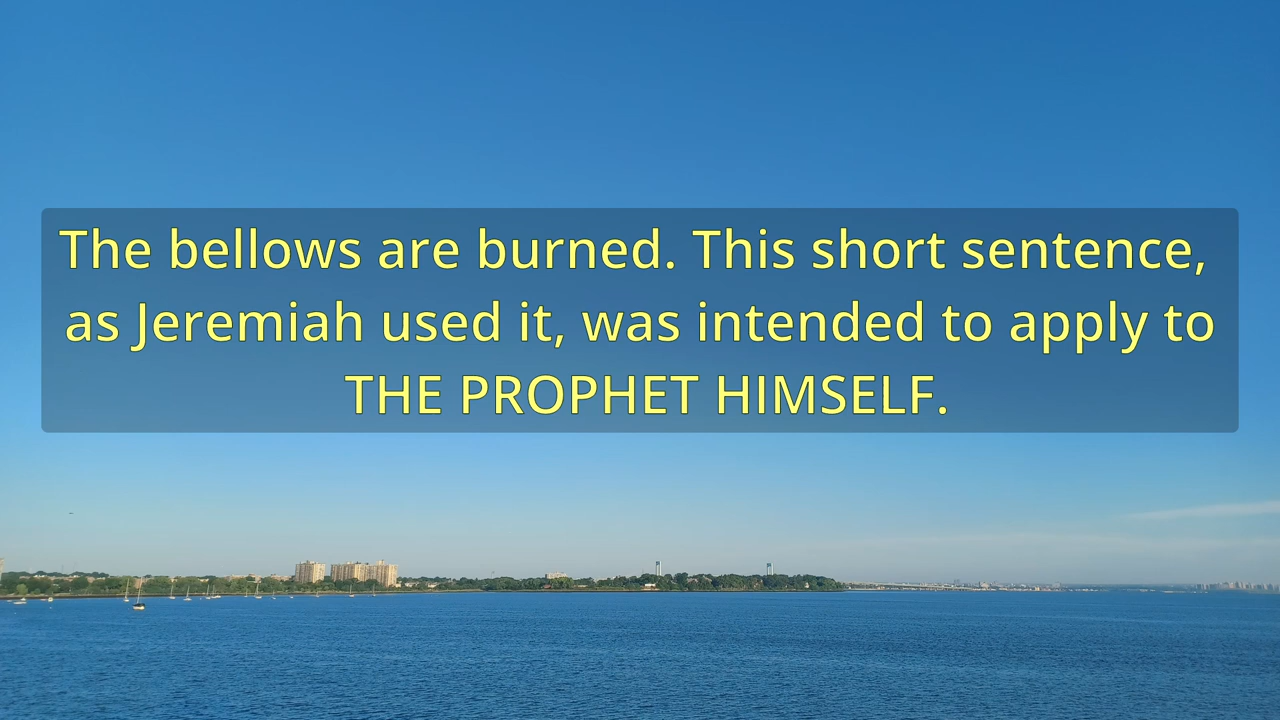 The bellows are burned. This short sentence,
as Jeremiah used it, was intended to apply to
THE PROPHET HIMSELF.